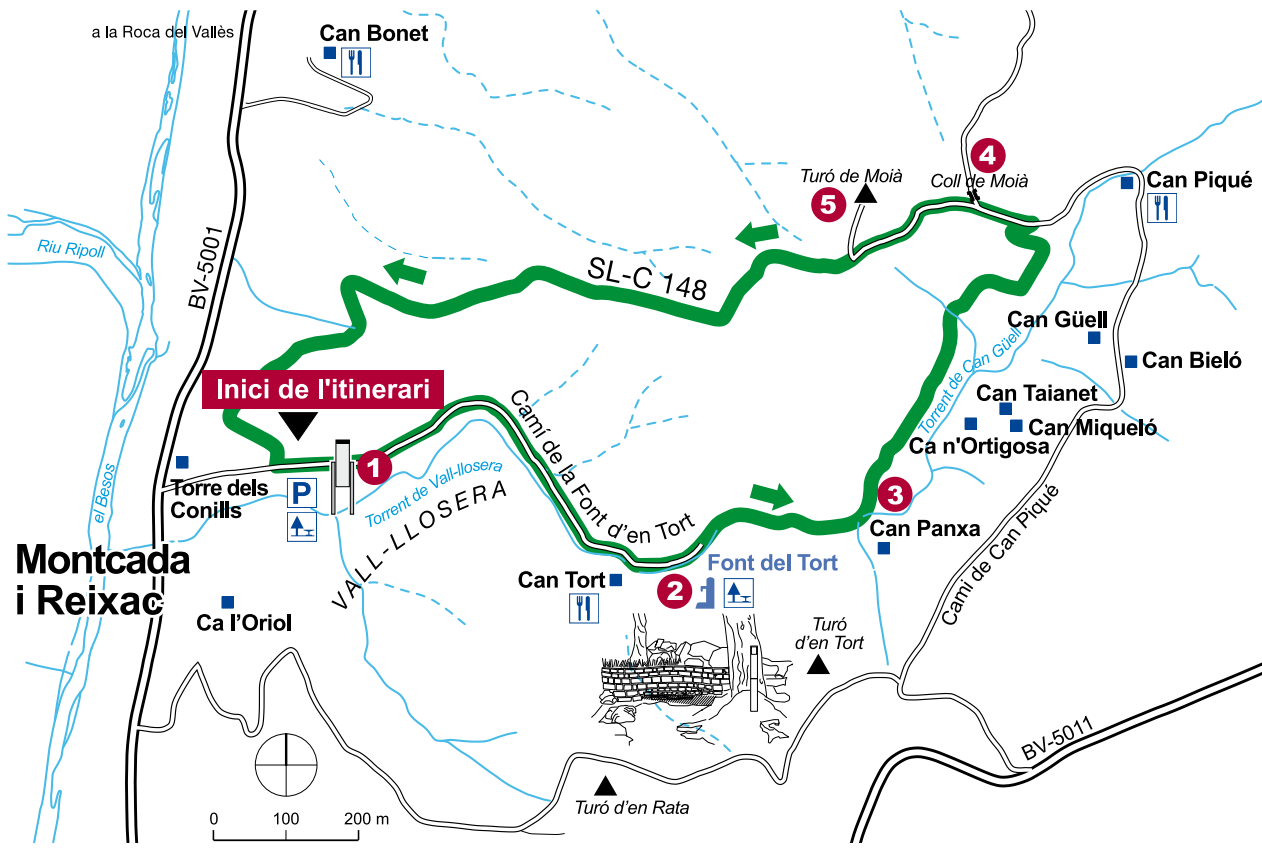 a la Roca del Vallès
Can Bonet
4
Turó de Moià
Coll de Moià
5
Can Piqué
Riu Ripoll
BV-5001
SL-C 148
Can Güell
Can Bieló
Torrent de Can Güell
Inici de l'itinerari
Can Taianet
Can Miqueló
Ca n'Ortigosa
Camí de la Font d'en Tort
1
Torre dels
Conills
P
Torrent de Vall-llosera
VALL-LLOSERA
el Besos
3
Can Panxa
Montcada
i Reixac
Font del Tort
Can Tort
2
Cami de Can Piqué
Ca l'Oriol
Turó
d'en Tort
BV-5011
Turó d'en Rata
0 100 200 m